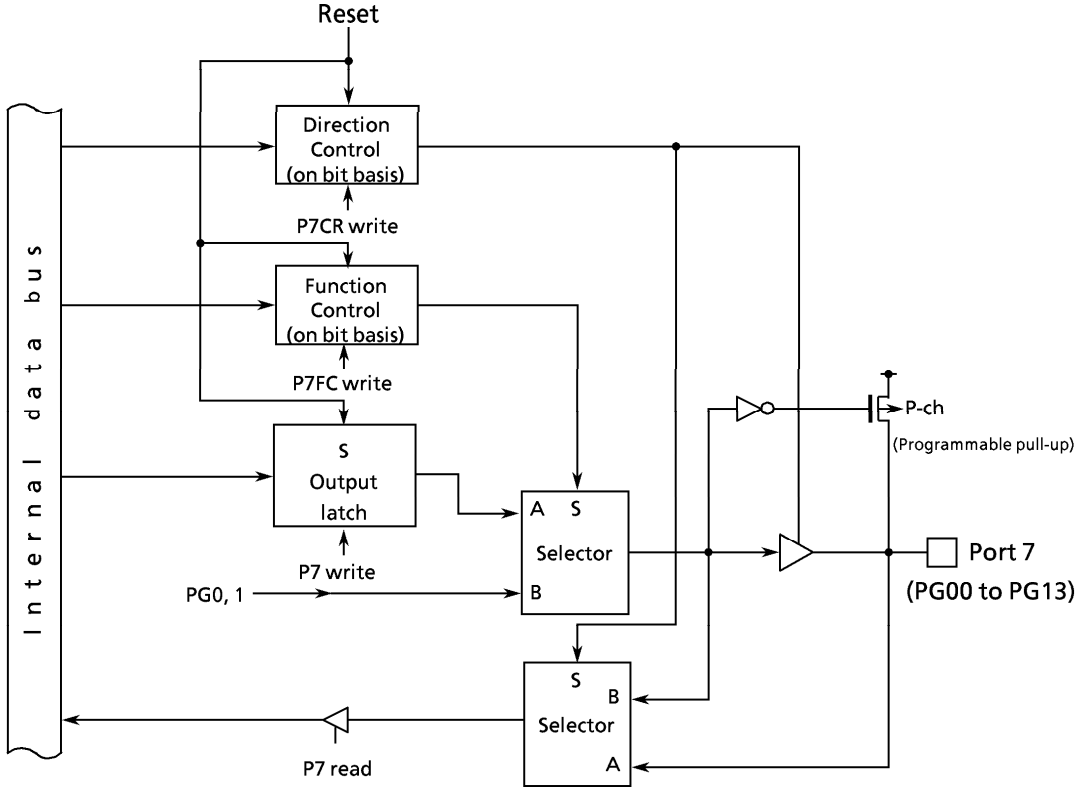 Reset
Direction
Control
(on bit basis)
P7CR write
Function
Control
(on bit basis)
P7FC write
S
Output
latch
P7 write
PG0, 1
Internal data bus
A S
Selector
B
P-ch
(Programmable pull-up)
Port 7
(PG00 to PG13)
S
B
Selector
A
P7 read